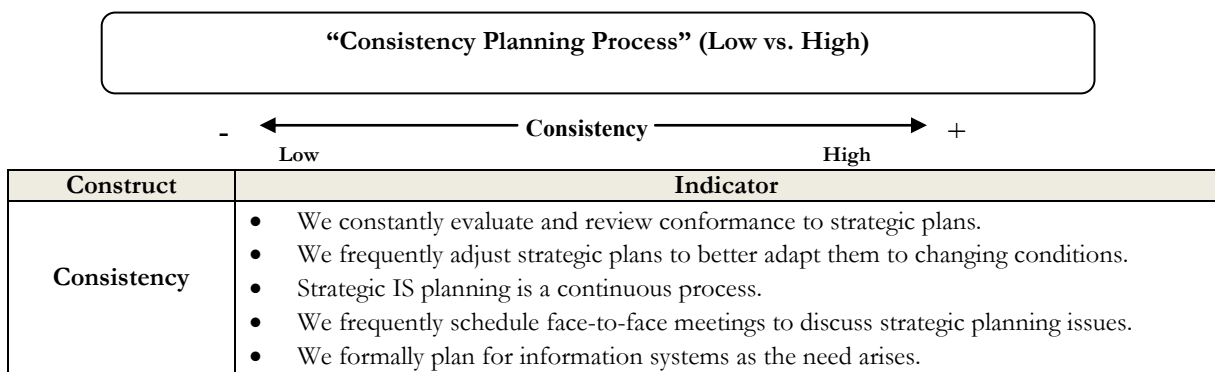 “Consistency Planning Process” (Low vs. High)
- Consistency +
Low High
Construct Indicator
Consistency
• We constantly evaluate and review conformance to strategic plans.
• We frequently adjust strategic plans to better adapt them to changing conditions.
• Strategic IS planning is a continuous process.
• We frequently schedule face-to-face meetings to discuss strategic planning issues.
• We formally plan for information systems as the need arises.